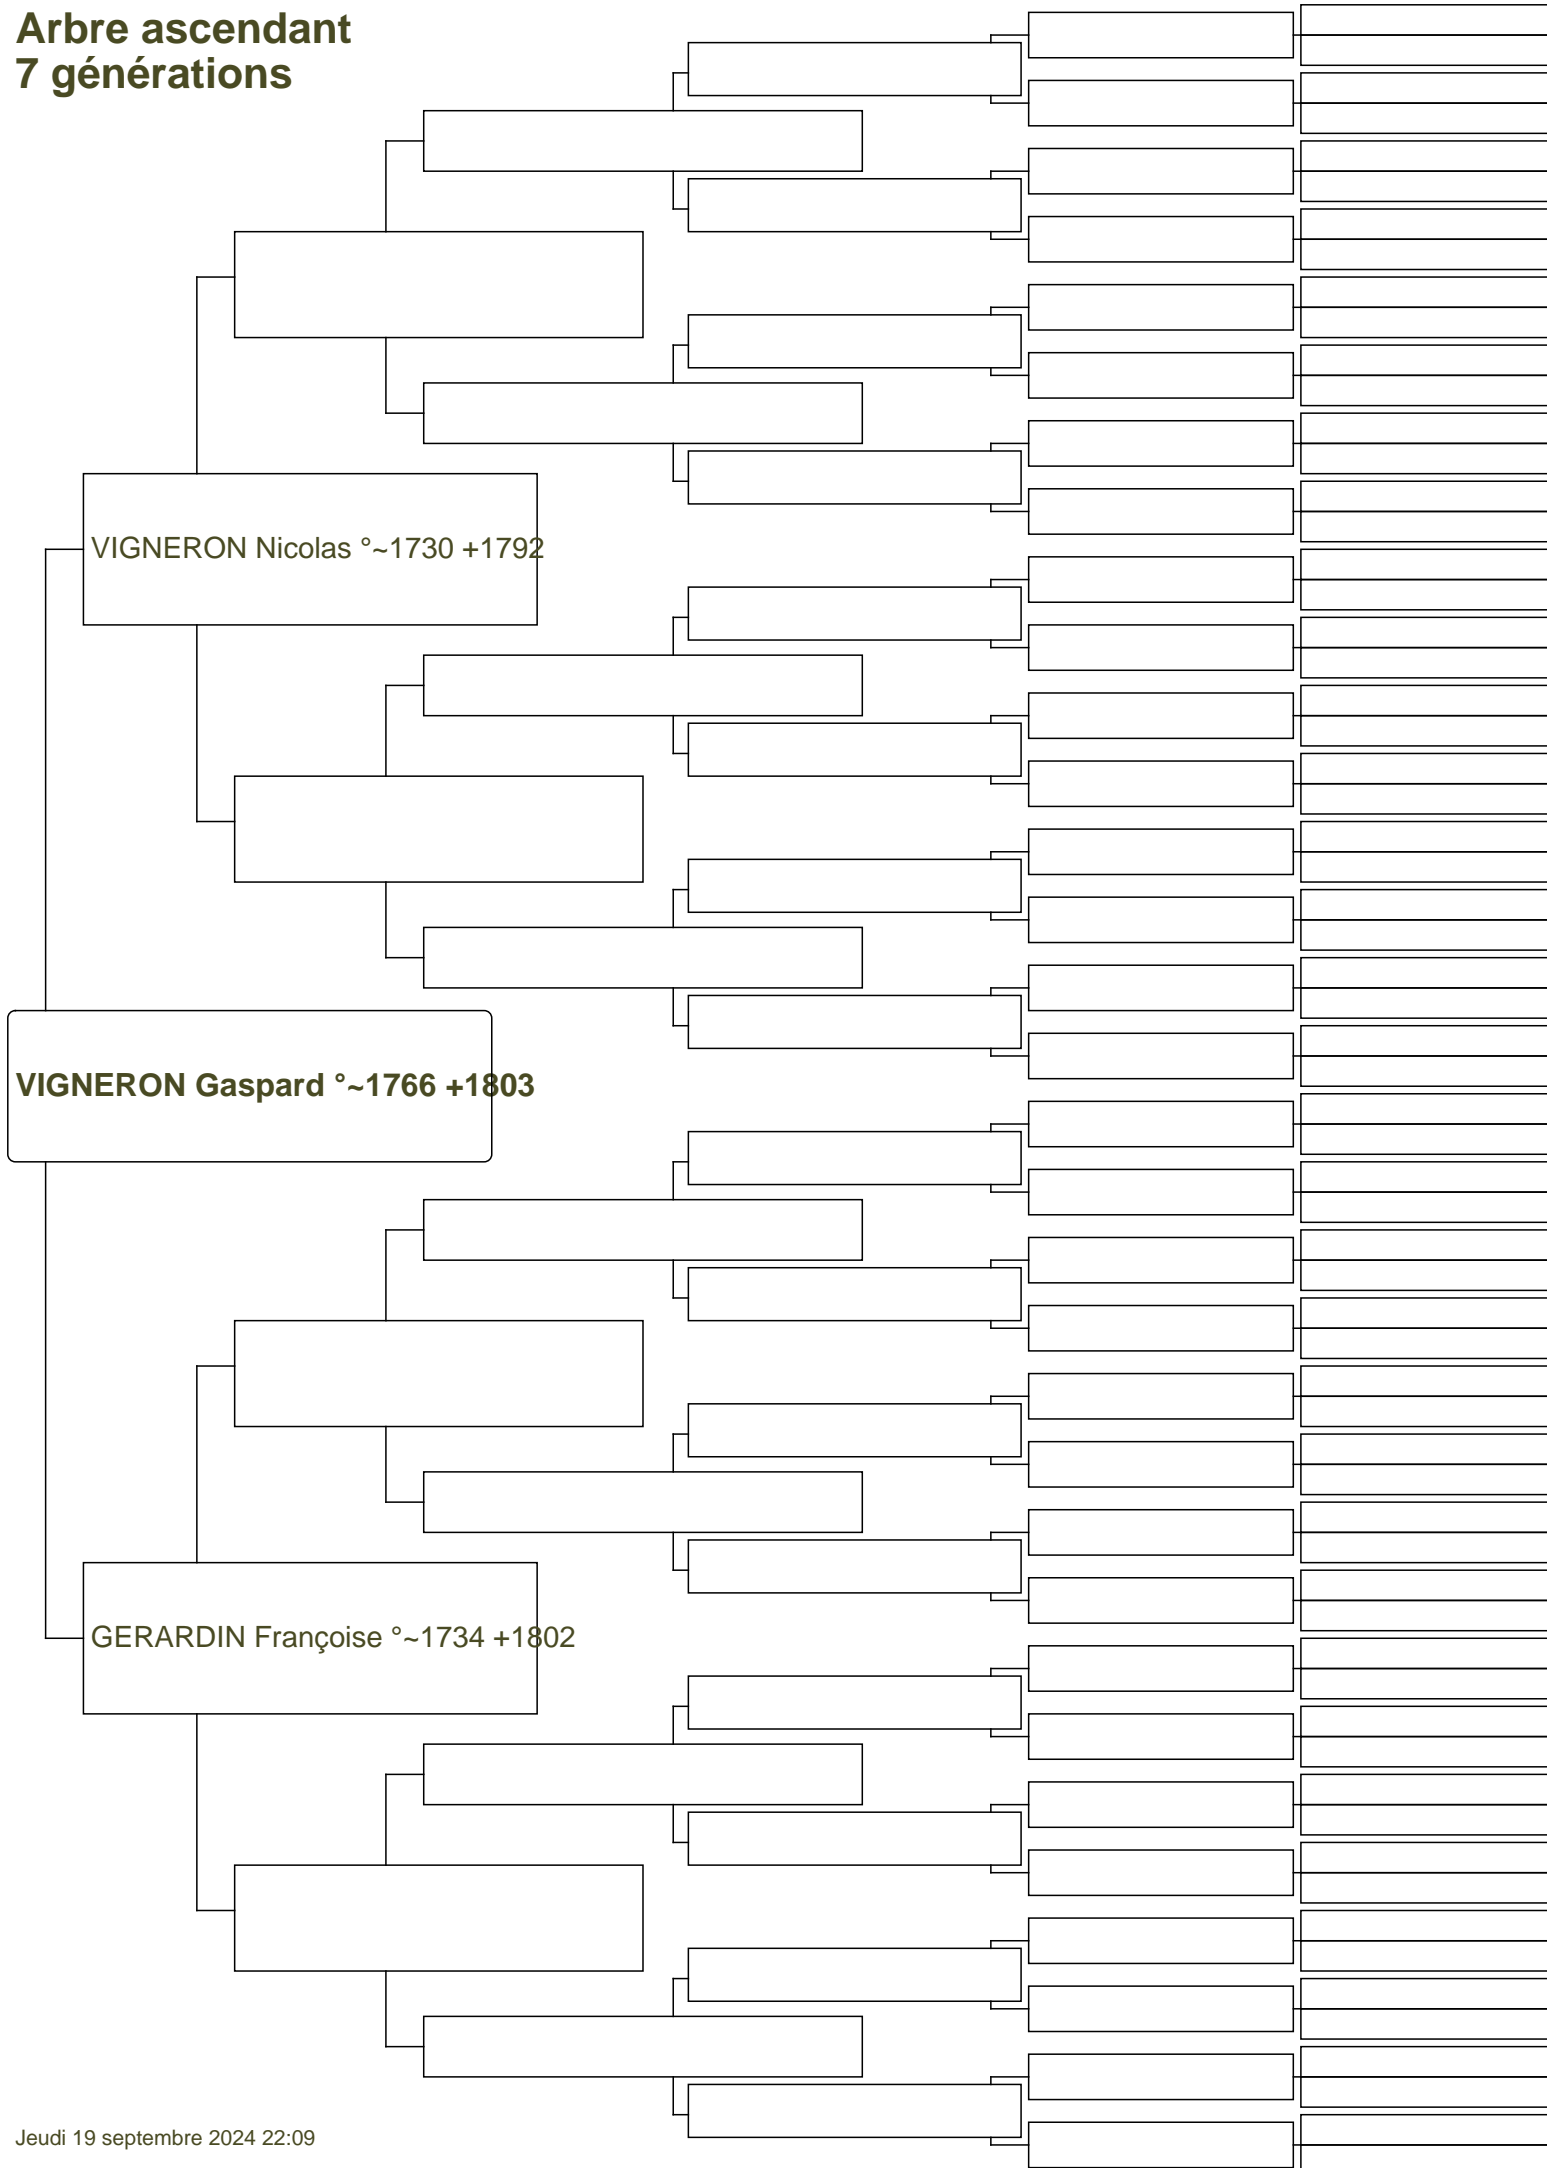 Arbre ascendant
7 générations
VIGNERON Nicolas °~1730 +1792
VIGNERON Gaspard °~1766 +1803
GERARDIN Françoise °~1734 +1802
Jeudi 19 septembre 2024 22:09